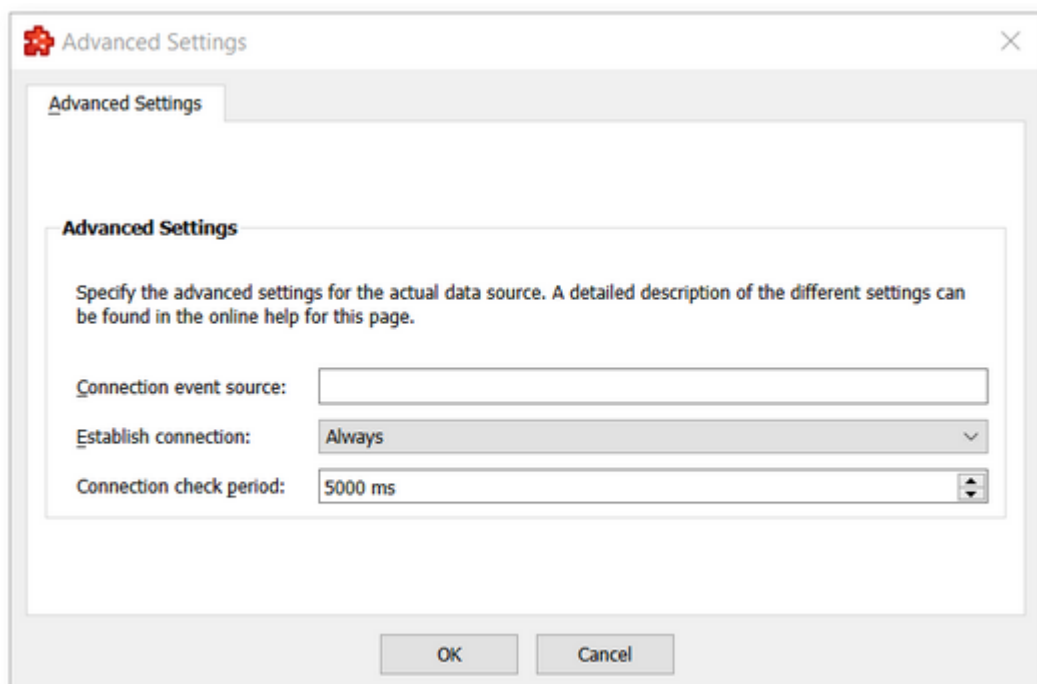 Advanced Settings
Advanced Settings
Advanced Settings
Specify the advanced settings for the actual data source. A detailed description of the different settings can
be found in the online help for this page.
Connection event source:
Establish connection: Always
Connection check period: 5000 ms
OK Cancel